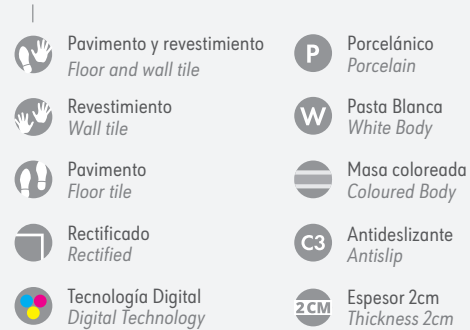 Pavimento y revestimiento
Floor and wall tile
Revestimiento
Wall tile
Pavimento
Floor tile
Rectificado
Rectified
Tecnología Digital
Digital Technology
P
Porcelánico
Porcelain
W
Pasta Blanca
White Body
Masa coloreada
Coloured Body
C3
Antideslizante
Antislip
2CM
Espesor 2cm
Thickness 2cm